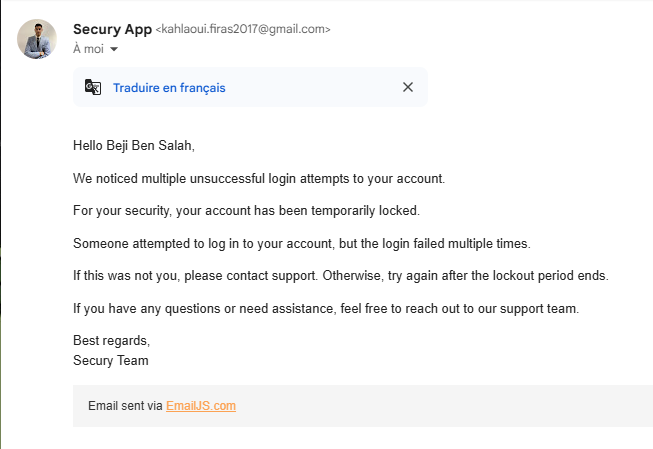 Secury App <kahlaoui.firas2017@gmail.com>
À moi
Traduire en français
Hello Beji Ben Salah,
We noticed multiple unsuccessful login attempts to your account.
For your security, your account has been temporarily locked.
Someone attempted to log in to your account, but the login failed multiple times.
If this was not you, please contact support. Otherwise, try again after the lockout period ends.
If you have any questions or need assistance, feel free to reach out to our support team.
Best regards,
Secury Team
Email sent via EmailJS.com